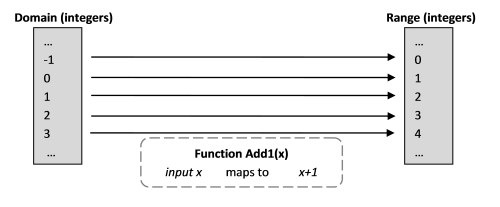 Domain (integers) Range (integers)
... ...
-1 0
0 1
1 2
2 3
3 4
... ...
Function Add1(x)
input x maps to x+1